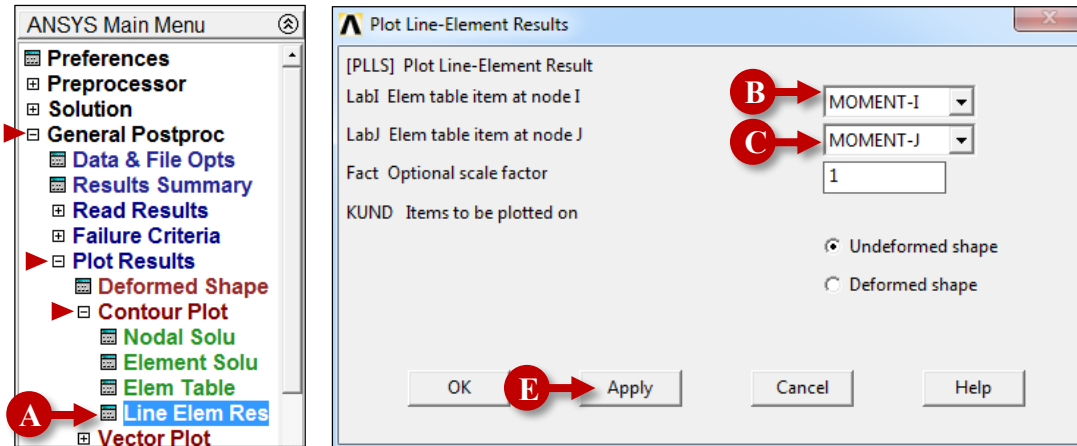 ANSYS Main Menu
Preferences
Preprocessor
Solution
General Postproc
Data & File Opts
Results Summary
Read Results
Failure Criteria
Plot Results
Deformed Shape
Contour Plot
Nodal Solu
Element Solu
Elem Table
A Line Elem Res
Vector Plot
Plot Line-Element Results
[PLLS] Plot Line-Element Result
LabI Elem table item at node I B MOMENT-I
LabJ Elem table item at node J C MOMENT-J
Fact Optional scale factor 1
KUND Items to be plotted on
Undeformed shape
Deformed shape
OK E Apply Cancel Help